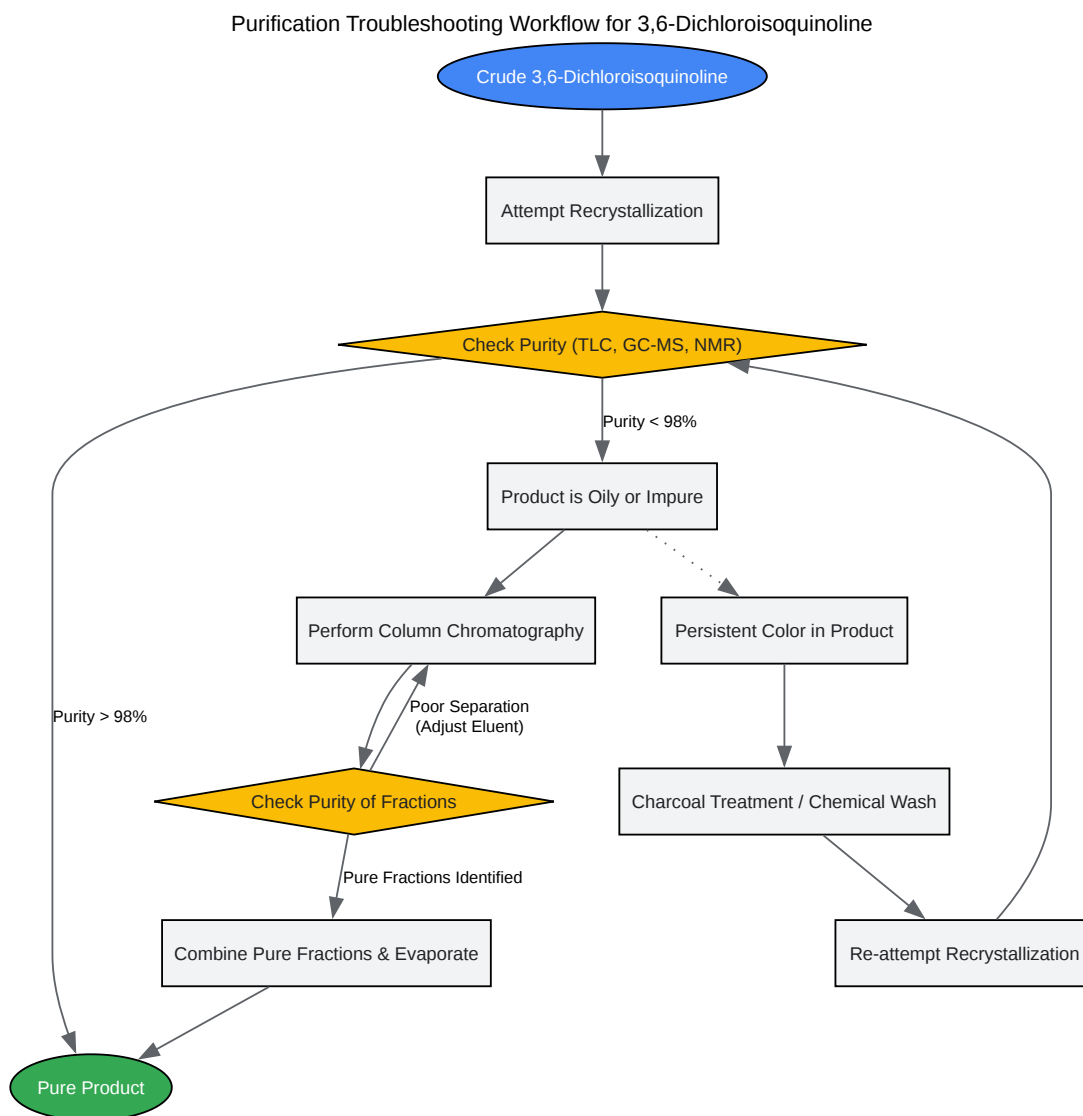 Purification Troubleshooting Workflow for 3,6-Dichloroisoquinoline
Crude 3,6-Dichloroisoquinoline
Attempt Recrystallization
Check Purity (TLC, GC-MS, NMR)
Purity < 98%
Product is Oily or Impure
Perform Column Chromatography
Persistent Color in Product
Purity > 98%
Poor Separation
(Adjust Eluent)
Check Purity of Fractions
Charcoal Treatment / Chemical Wash
Pure Fractions Identified
Combine Pure Fractions & Evaporate
Re-attempt Recrystallization
Pure Product